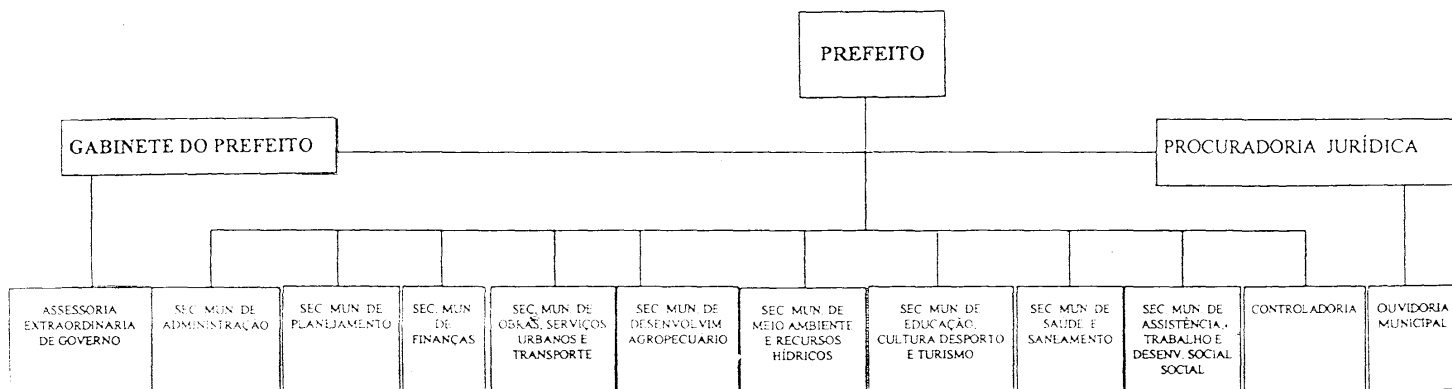 PREFEITO
GABINETE DO PREFEITO
PROCURADORIA JURÍDICA
ASSESSORIA
EXTRAORDINARIA
DE GOVERNO
SEC MUN DE
ADMINISTRAÇAO
SEC MUN DE
PLANEJAMENTO
SEC. MUN
DE
FINANÇAS
SEC. MUN DE
OBRAS, SERVIÇOS
URBANOS E
TRANSPORTE
SEC MUN DE
DESENVOLVIM
AGROPECUARIO
SEC MUN DE
MEIO AMBIENTE
E RECURSOS
HÍDRICOS
SEC MUN DE
EDUCAÇÃO,
CULTURA DESPORTO
E TURISMO
SEC MUN DE
SAUDE E
SANEAMENTO
SEC MUN DE
ASSISTÊNCIA,
TRABALHO E
DESENV. SOCIAL
SOCIAL
CONTROLADORIA
OUVIDORIA
MUNICIPAL